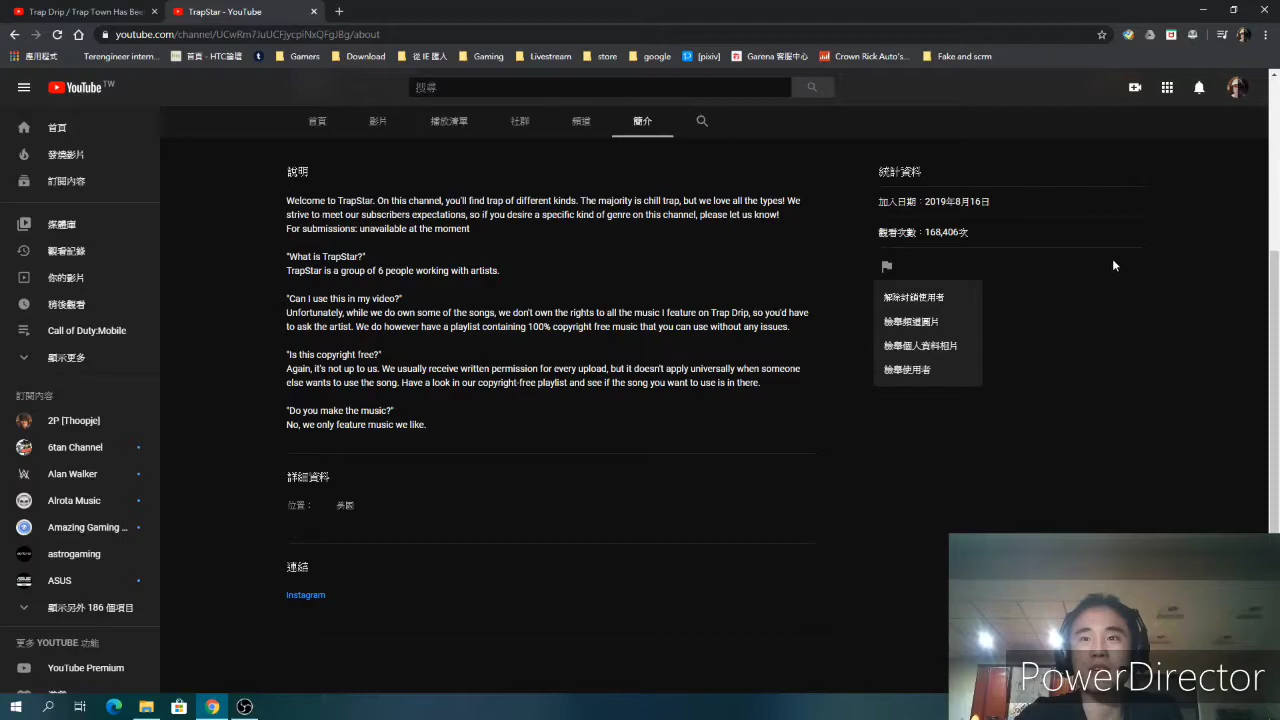 Trap Drip / Trap Town Has Bee
TrapStar - YouTube
youtube.com/channel/UCwRm7JuUCFJycpiNxQFgJBg/about
應用程式
Terengineer intern...
首頁 - HTC論壇
Gamers
Download
從 IE 匯入
Gaming
Livestream
store
google
[pixiv]
Garena 客服中心
Crown Rick Auto's...
Fake and scrm
YouTube TW
搜尋
首頁
影片
播放清單
社群
頻道
簡介
首頁
發燒影片
訂閱內容
媒體庫
觀看記錄
你的影片
稍後觀看
Call of Duty:Mobile
顯示更多
訂閱內容
2P [Thoopje]
6tan Channel
Alan Walker
Alrota Music
Amazing Gaming ...
astrogaming
ASUS
顯示另外 186 個項目
更多 YOUTUBE 功能
YouTube Premium
說明
Welcome to TrapStar. On this channel, you'll find trap of different kinds. The majority is chill trap, but we love all the types! We
strive to meet our subscribers expectations, so if you desire a specific kind of genre on this channel, please let us know!
For submissions: unavailable at the moment
"What is TrapStar?"
TrapStar is a group of 6 people working with artists.
"Can I use this in my video?"
Unfortunately, while we do own some of the songs, we don't own the rights to all the music I feature on Trap Drip, so you'd have
to ask the artist. We do however have a playlist containing 100% copyright free music that you can use without any issues.
"Is this copyright free?"
Again, it's not up to us. We usually receive written permission for every upload, but it doesn't apply universally when someone
else wants to use the song. Have a look in our copyright-free playlist and see if the song you want to use is in there.
"Do you make the music?"
No, we only feature music we like.
詳細資料
位置：
美國
連結
Instagram
統計資料
加入日期：2019年8月16日
觀看次數：168,406次
解除封鎖使用者
檢舉頻道圖片
檢舉個人資料相片
檢舉使用者
PowerDirector